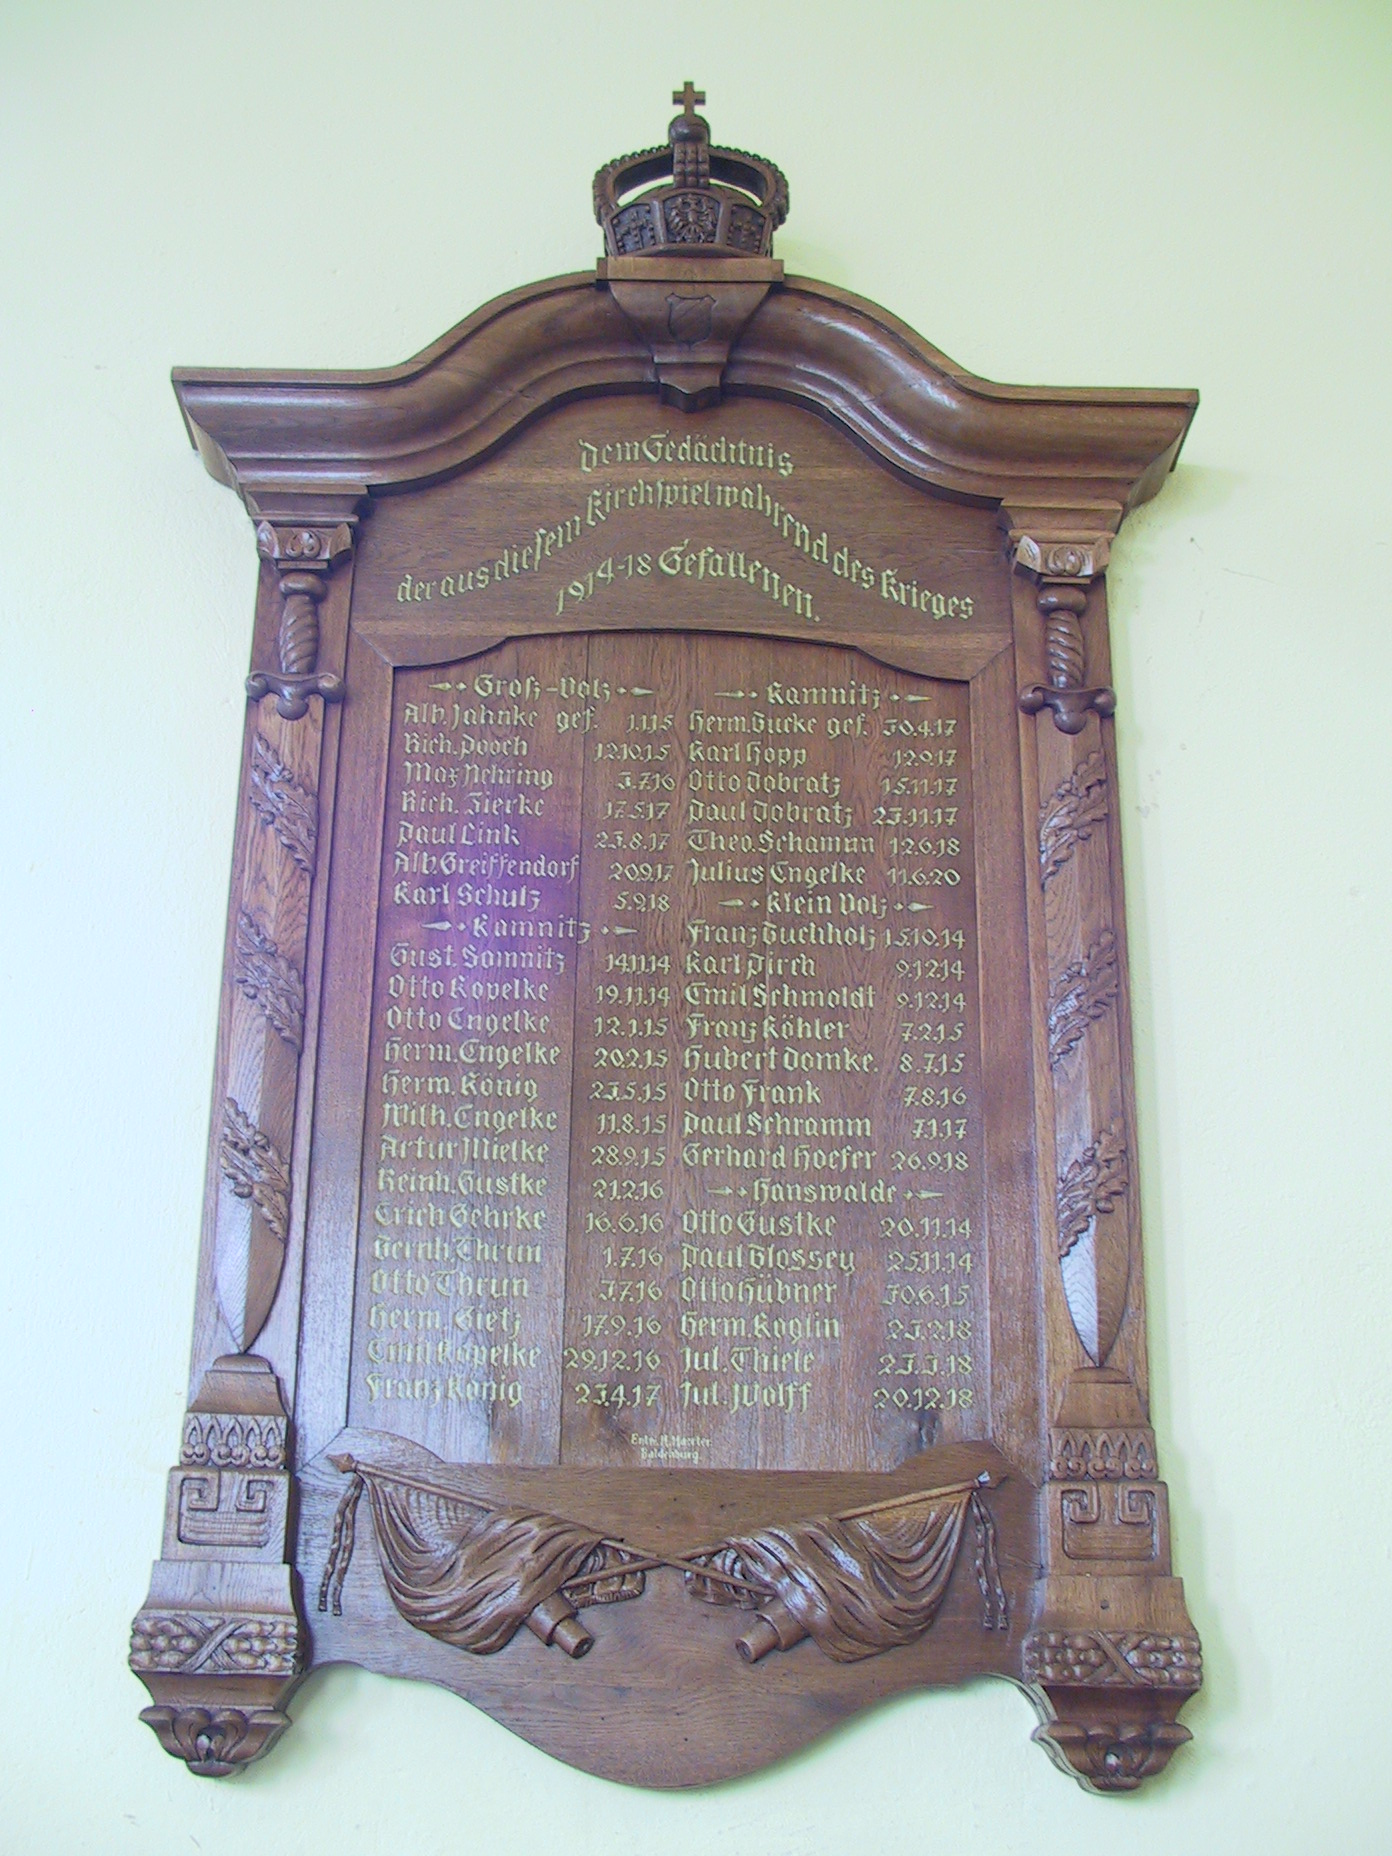 dem Gedächtnis
der aus diesem Kirchspiel während des Krieges
1914-18 Gefallenen.
Groß-Volz
Alb. Jahnke gef. 1.1.15
Rich. Pooch 12.10.15
Max Nehring 3.7.16
Rich. Zierke 17.5.17
Paul Link 23.8.17
Alb. Greiffendorf 20.9.17
Karl Schulz 5.9.18
Kamnitz
Gust. Somnitz 14.11.14
Otto Kopelke 19.11.14
Otto Engelke 12.1.15
Herm. Engelke 20.2.15
Herm. König 23.5.15
Wilh. Engelke 11.8.15
Artur Mielke 28.9.15
Reinh. Gustke 21.2.16
Erich Gehrke 16.6.16
Bernh. Thrun 1.7.16
Otto Thrun 3.7.16
Herm. Gietz 17.9.16
Emil Kopelke 29.12.16
Franz König 23.4.17
Kamnitz
Herm. Bucke gef. 30.4.17
Karl Hopp 12.9.17
Otto Dobratz 15.11.17
Paul Dobratz 23.11.17
Theo. Schamun 12.6.18
Julius Engelke 11.6.20
Klein Volz
Franz Buchholz 15.10.14
Karl Pirch 9.12.14
Emil Schmoldt 9.12.14
Franz Köhler 7.2.15
Hubert Domke. 8.7.15
Otto Frank 7.8.16
Paul Schramm 7.1.17
Gerhard Hoefer 26.9.18
Hanswalde
Otto Gustke 20.11.14
Paul Glassey 25.11.14
Otto Hübner 30.6.15
Herm. Koglin 23.2.18
Jul. Thiele 23.3.18
Jul. Wolff 20.12.18
Baldenburg.